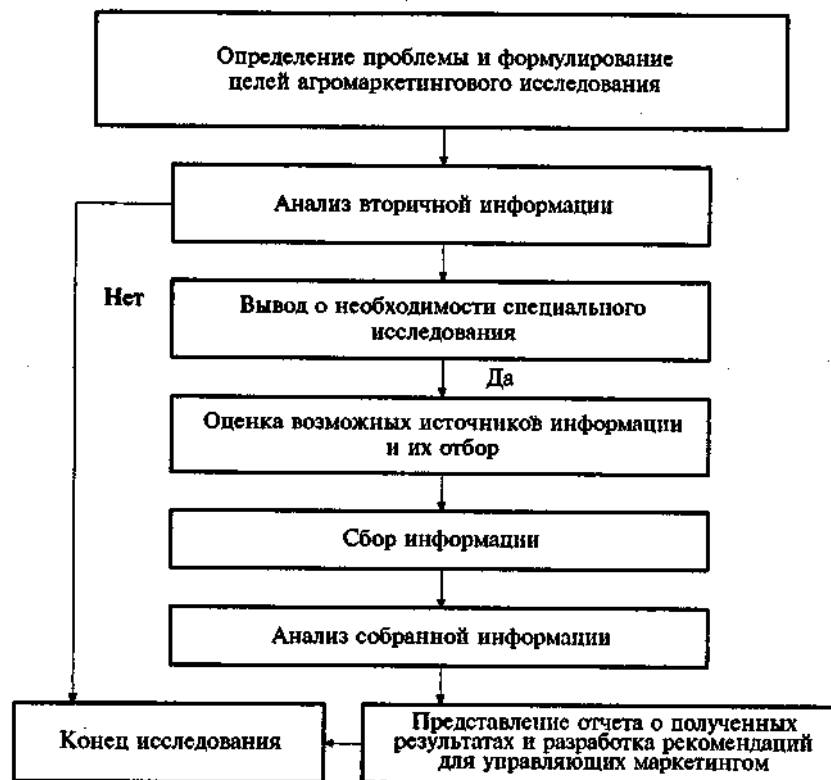 Определение проблемы и формулирование
целей агромаркетингового исследования
Анализ вторичной информации
Нет
Вывод о необходимости специального
исследования
Да
Оценка возможных источников информации
и их отбор
Сбор информации
Анализ собранной информации
Конец исследования
Представление отчета о полученных
результатах и разработка рекомендаций
для управляющих маркетингом